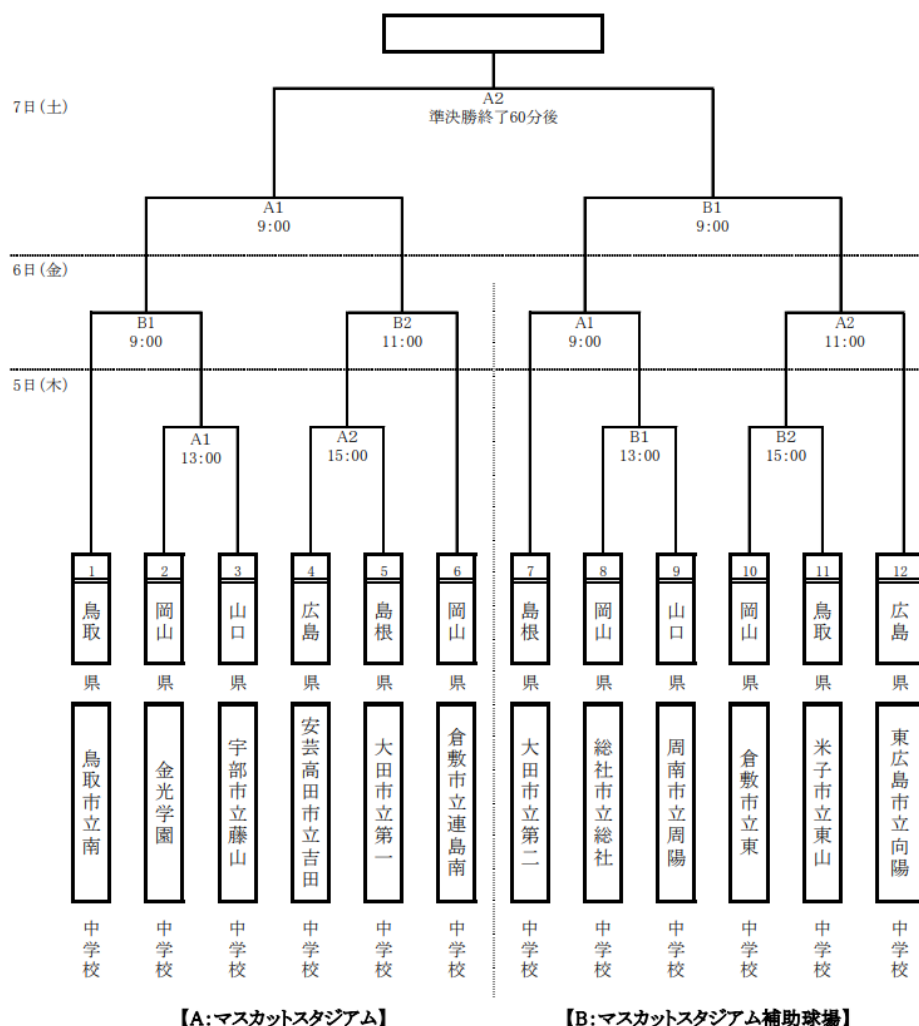 7日(土)
A2
準決勝終了60分後
A1
9:00
B1
9:00
6日(金)
B1
9:00
B2
11:00
A1
9:00
A2
11:00
5日(木)
A1
13:00
A2
15:00
B1
13:00
B2
15:00
1 2 3 4 5 6 7 8 9 10 11 12
鳥取 岡山 山口 広島 島根 岡山 島根 岡山 山口 岡山 鳥取 広島
県 県 県 県 県 県 県 県 県 県 県 県
鳥取市立南
金光学園
宇部市立藤山
安芸高田市立吉田
大田市立第一
倉敷市立連島南
大田市立第二
総社市立総社
周南市立周陽
倉敷市立東
米子市立東山
東広島市立向陽
中学校 中学校 中学校 中学校 中学校 中学校 中学校 中学校 中学校 中学校 中学校 中学校
【A:マスカットスタジアム】
【B:マスカットスタジアム補助球場】